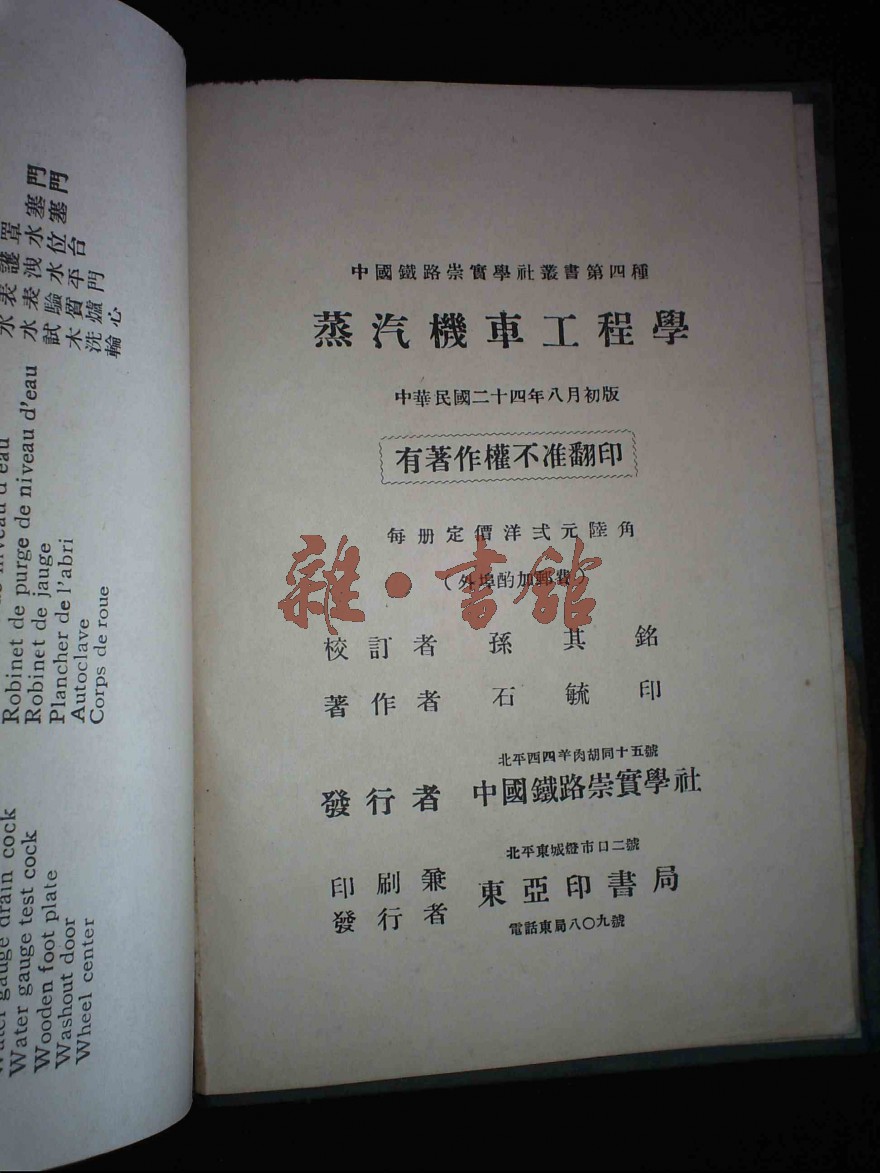 水表護罩
水表洩水塞門
試驗水位塞門
木質平台
洗爐門
輪心
Robinet de purge de niveau d'eau
Robinet de jauge
Plancher de l'abri
Autoclave
Corps de roue
gauge drain cock
Water gauge test cock
Wooden foot plate
Washout door
Wheel center
中國鐵路崇實學社叢書第四種
蒸汽機車工程學
中華民國二十四年八月初版
有著作權不准翻印
每册定價洋弍元陸角
(外埠酌加郵費)
雜·書館
校訂者 孫其銘
著作者 石毓印
北平西四羊肉胡同十五號
發行者 中國鐵路崇實學社
北平東城燈市口二號
印刷兼
發行者 東亞印書局
電話東局八〇九號